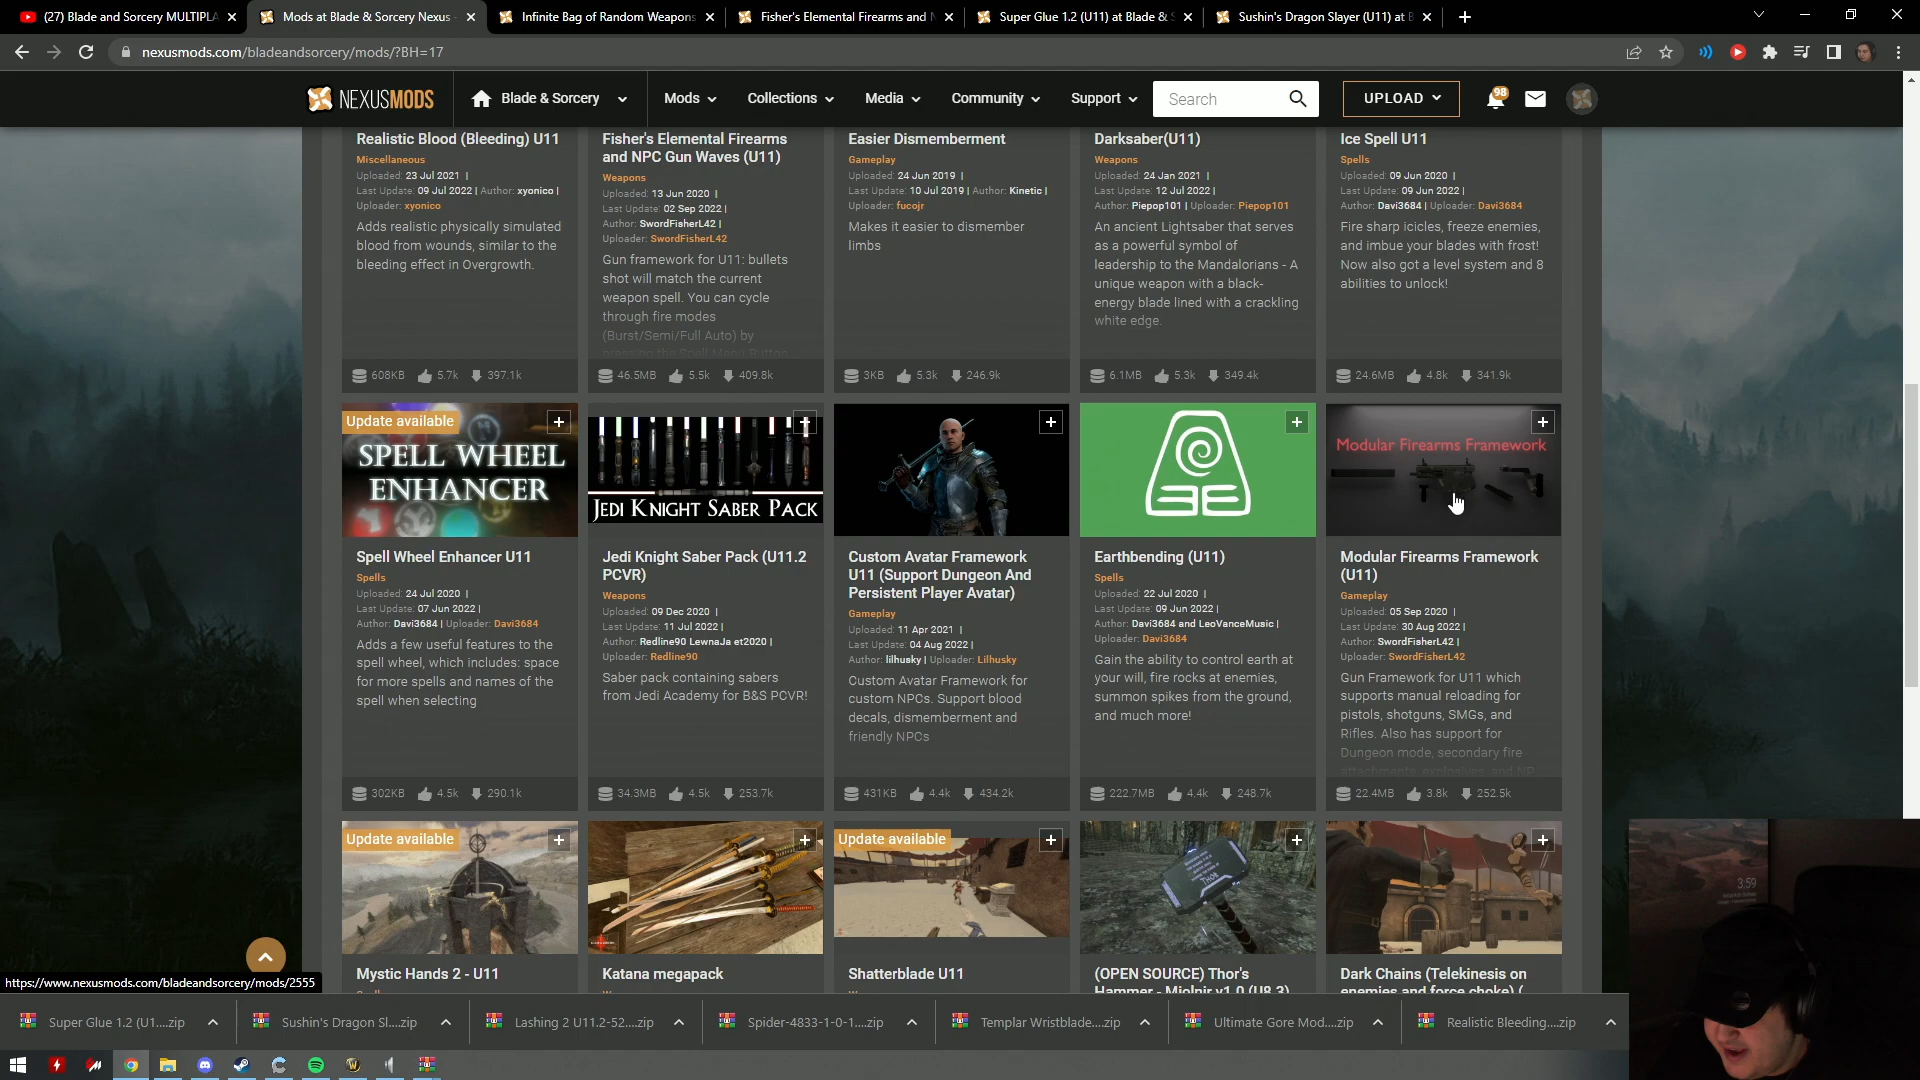 (27) Blade and Sorcery MULTIPLA
Mods at Blade & Sorcery Nexus -
Infinite Bag of Random Weapons
Fisher's Elemental Firearms and N
Super Glue 1.2 (U11) at Blade & S
Sushin's Dragon Slayer (U11) at B
nexusmods.com/bladeandsorcery/mods/?BH=17
NEXUSMODS
Blade & Sorcery
Mods
Collections
Media
Community
Support
Search
UPLOAD
98
Realistic Blood (Bleeding) U11
Miscellaneous
Uploaded: 23 Jul 2021 |
Last Update: 09 Jul 2022 | Author: xyonico |
Uploader: xyonico
Adds realistic physically simulated
blood from wounds, similar to the
bleeding effect in Overgrowth.
608KB 5.7k 397.1k
Fisher's Elemental Firearms
and NPC Gun Waves (U11)
Weapons
Uploaded: 13 Jun 2020 |
Last Update: 02 Sep 2022 |
Author: SwordFisherL42 |
Uploader: SwordFisherL42
Gun framework for U11: bullets
shot will match the current
weapon spell. You can cycle
through fire modes
(Burst/Semi/Full Auto) by
pressing the Spell Menu Button
46.5MB 5.5k 409.8k
Easier Dismemberment
Gameplay
Uploaded: 24 Jun 2019 |
Last Update: 10 Jul 2019 | Author: Kinetic |
Uploader: fucojr
Makes it easier to dismember
limbs
3KB 5.3k 246.9k
Darksaber(U11)
Weapons
Uploaded: 24 Jan 2021 |
Last Update: 12 Jul 2022 |
Author: Piepop101 | Uploader: Piepop101
An ancient Lightsaber that serves
as a powerful symbol of
leadership to the Mandalorians - A
unique weapon with a black-
energy blade lined with a crackling
white edge.
6.1MB 5.3k 349.4k
Ice Spell U11
Spells
Uploaded: 09 Jun 2020 |
Last Update: 09 Jun 2022 |
Author: Davi3684 | Uploader: Davi3684
Fire sharp icicles, freeze enemies,
and imbue your blades with frost!
Now also got a level system and 8
abilities to unlock!
24.6MB 4.8k 341.9k
Update available
SPELL WHEEL
ENHANCER
Spell Wheel Enhancer U11
Spells
Uploaded: 24 Jul 2020 |
Last Update: 07 Jun 2022 |
Author: Davi3684 | Uploader: Davi3684
Adds a few useful features to the
spell wheel, which includes: space
for more spells and names of the
spell when selecting
302KB 4.5k 290.1k
JEDI KNIGHT SABER PACK
Jedi Knight Saber Pack (U11.2
PCVR)
Weapons
Uploaded: 09 Dec 2020 |
Last Update: 11 Jul 2022 |
Author: Redline90 LewnaJa et2020 |
Uploader: Redline90
Saber pack containing sabers
from Jedi Academy for B&S PCVR!
34.3MB 4.5k 253.7k
Custom Avatar Framework
U11 (Support Dungeon And
Persistent Player Avatar)
Gameplay
Uploaded: 11 Apr 2021 |
Last Update: 04 Aug 2022 |
Author: lilhusky | Uploader: Lilhusky
Custom Avatar Framework for
custom NPCs. Support blood
decals, dismemberment and
friendly NPCs
431KB 4.4k 434.2k
Earthbending (U11)
Spells
Uploaded: 22 Jul 2020 |
Last Update: 09 Jun 2022 |
Author: Davi3684 and LeoVanceMusic |
Uploader: Davi3684
Gain the ability to control earth at
your will, fire rocks at enemies,
summon spikes from the ground,
and much more!
222.7MB 4.4k 248.7k
Modular Firearms Framework
Modular Firearms Framework
(U11)
Gameplay
Uploaded: 05 Sep 2020 |
Last Update: 30 Aug 2022 |
Author: SwordFisherL42 |
Uploader: SwordFisherL42
Gun Framework for U11 which
supports manual reloading for
pistols, shotguns, SMGs, and
Rifles. Also has support for
Dungeon mode, secondary fire
attachments, explosives, and NP
22.4MB 3.8k 252.5k
Update available
Mystic Hands 2 - U11
Katana megapack
Update available
Shatterblade U11
THOR
(OPEN SOURCE) Thor's
Hammer - Mjolnir v1.0 (U8.3)
Dark Chains (Telekinesis on
enemies and force choke) (
3:59
https://www.nexusmods.com/bladeandsorcery/mods/2555
Super Glue 1.2 (U1....zip
Sushin's Dragon Sl....zip
Lashing 2 U11.2-52....zip
Spider-4833-1-0-1....zip
Templar Wristblade....zip
Ultimate Gore Mod....zip
Realistic Bleeding....zip